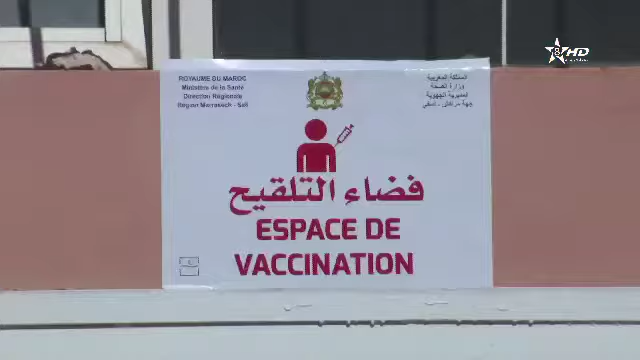 ROYAUME DU MAROC
Ministère de la Santé
Direction Régionale
Région Marrakech - Safi
المملكة المغربية
وزارة الصحة
المديرية الجهوية
جهة مراكش - آسفي
فضاء التلقيح
ESPACE DE
VACCINATION
HD